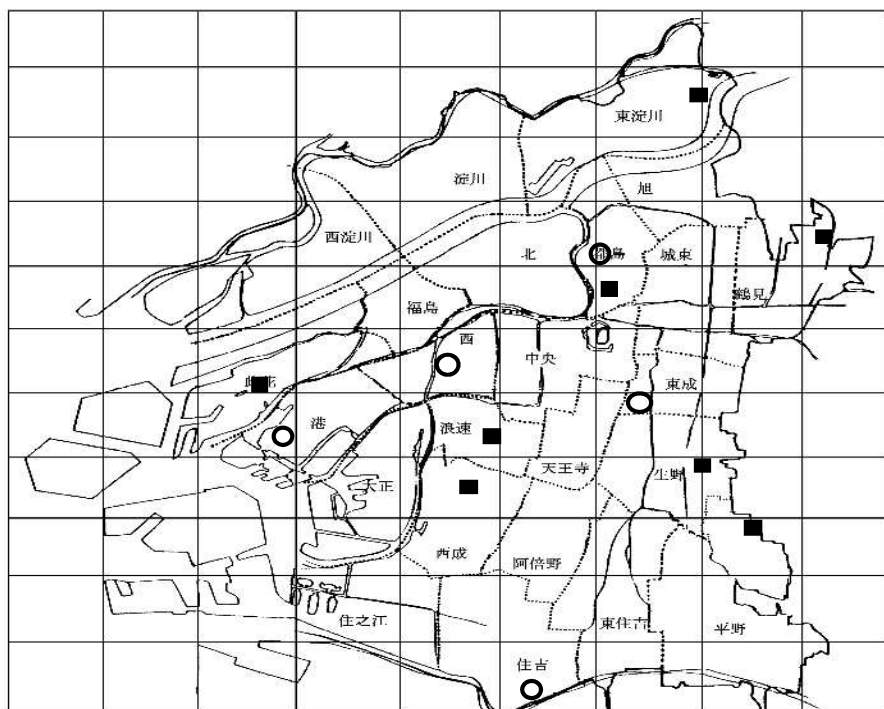 東淀川
淀川
旭
西淀川
北
城東
鶴見
福島
西
中央
東成
港
浪速
天王寺
生野
大正
西成
阿倍野
住之江
東住吉
平野
住吉